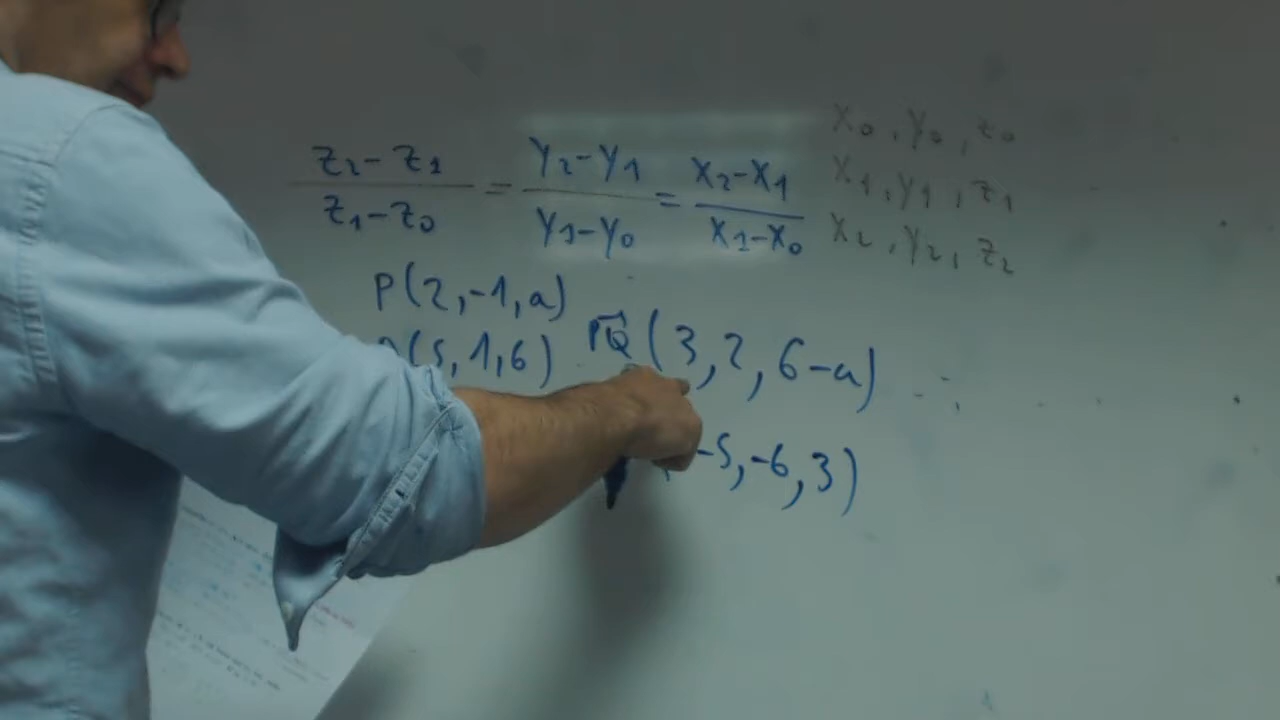 z₂-z₁ / z₁-z₀ = y₂-y₁ / y₁-y₀ = x₂-x₁ / x₁-x₀
x₀, y₀, z₀
x₁, y₁, z₁
x₂, y₂, z₂
P(2,-1,a)
(5,1,6)
PQ⃗ (3,2,6-a)
-5,-6,3)